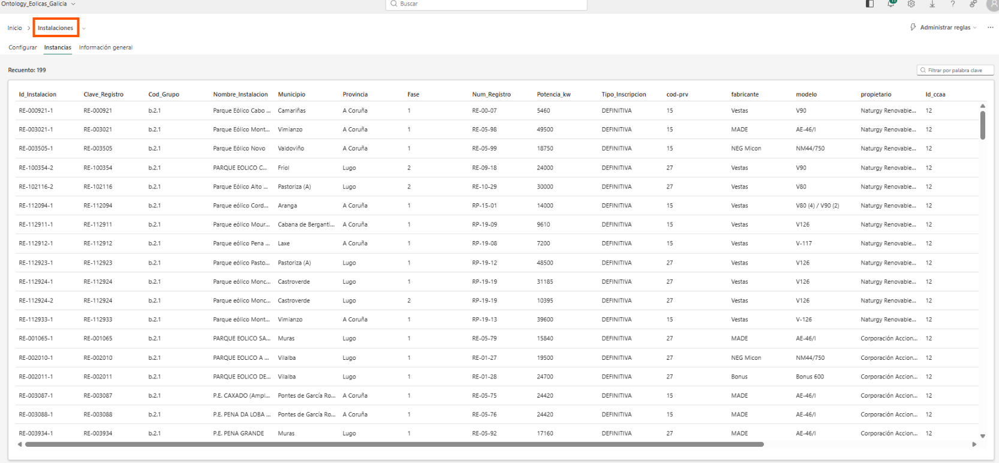 Ontology_Eolicas_Galicia
Buscar
11
Inicio > Instalaciones
Administrar reglas
Configurar Instancias Información general
Recuento: 199
Filtrar por palabra clave
Id_Instalacion Clave_Registro Cod_Grupo Nombre_Instalacion Municipio Provincia Fase Num_Registro Potencia_kw Tipo_Inscripcion cod-prv fabricante modelo propietario Id_ccaa
RE-000921-1 RE-000921 b.2.1 Parque Eólico Cabo ... Camariñas A Coruña 1 RE-00-07 5460 DEFINITIVA 15 Vestas V90 Naturgy Renovable... 12
RE-003021-1 RE-003021 b.2.1 Parque Eólico Mont... Vimianzo A Coruña 1 RE-05-98 49500 DEFINITIVA 15 MADE AE-46/I Naturgy Renovable... 12
RE-003505-1 RE-003505 b.2.1 Parque Eólico Novo Valdoviño A Coruña 1 RE-05-99 18750 DEFINITIVA 15 NEG Micon NM44/750 Naturgy Renovable... 12
RE-100354-2 RE-100354 b.2.1 PARQUE EOLICO C... Friol Lugo 2 RE-09-18 24000 DEFINITIVA 27 Vestas V90 Naturgy Renovable... 12
RE-102116-2 RE-102116 b.2.1 Parque Eólico Alto ... Pastoriza (A) Lugo 2 RE-10-29 30000 DEFINITIVA 27 Vestas V80 Naturgy Renovable... 12
RE-112094-1 RE-112094 b.2.1 Parque eólico Cord... Aranga A Coruña 1 RP-15-01 14000 DEFINITIVA 15 Vestas V80 (4) / V90 (2) Naturgy Renovable... 12
RE-112911-1 RE-112911 b.2.1 Parque eólico Mour... Cabana de Berganti... A Coruña 1 RP-19-09 9610 DEFINITIVA 15 Vestas V126 Naturgy Renovable... 12
RE-112912-1 RE-112912 b.2.1 Parque eólico Pena ... Laxe A Coruña 1 RP-19-08 7200 DEFINITIVA 15 Vestas V-117 Naturgy Renovable... 12
RE-112923-1 RE-112923 b.2.1 Parque eólico Pasto... Pastoriza (A) Lugo 1 RP-19-12 48500 DEFINITIVA 27 Vestas V126 Naturgy Renovable... 12
RE-112924-1 RE-112924 b.2.1 Parque eólico Monc... Castroverde Lugo 1 RP-19-19 31185 DEFINITIVA 27 Vestas V126 Naturgy Renovable... 12
RE-112924-2 RE-112924 b.2.1 Parque eólico Monc... Castroverde Lugo 2 RP-19-19 10395 DEFINITIVA 27 Vestas V126 Naturgy Renovable... 12
RE-112933-1 RE-112933 b.2.1 Parque eólico Mont... Vimianzo A Coruña 1 RP-19-13 39600 DEFINITIVA 15 Vestas V-126 Naturgy Renovable... 12
RE-001065-1 RE-001065 b.2.1 PARQUE EOLICO SA... Muras Lugo 1 RE-05-79 15840 DEFINITIVA 27 MADE AE-46/I Corporación Accion... 12
RE-002010-1 RE-002010 b.2.1 PARQUE EOLICO A ... Vilalba Lugo 1 RE-01-27 19500 DEFINITIVA 27 NEG Micon NM44/750 Corporación Accion... 12
RE-002011-1 RE-002011 b.2.1 PARQUE EOLICO DE... Vilalba Lugo 1 RE-01-28 24700 DEFINITIVA 27 Bonus Bonus 600 Corporación Accion... 12
RE-003087-1 RE-003087 b.2.1 P.E. CAXADO (Ampl... Pontes de García Ro... A Coruña 1 RE-05-75 24420 DEFINITIVA 15 MADE AE-46/I Corporación Accion... 12
RE-003088-1 RE-003088 b.2.1 P.E. PENA DA LOBA ... Pontes de García Ro... A Coruña 1 RE-05-76 24420 DEFINITIVA 15 MADE AE-46/I Corporación Accion... 12
RE-003934-1 RE-003934 b.2.1 P.E. PENA GRANDE Muras Lugo 1 RE-05-92 17160 DEFINITIVA 27 MADE AE-46/I Corporación Accion... 12